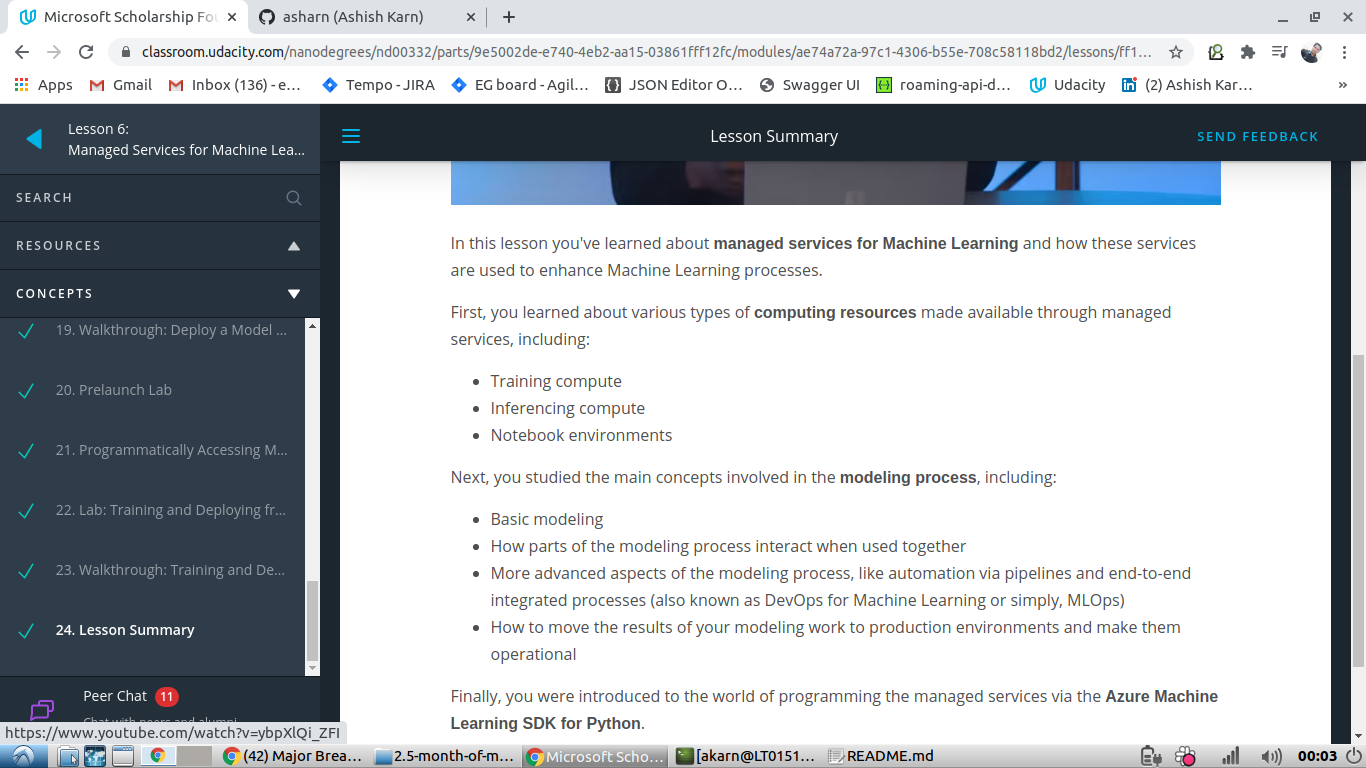 Microsoft Scholarship Fou
asharn (Ashish Karn)
classroom.udacity.com/nanodegrees/nd00332/parts/9e5002de-e740-4eb2-aa15-03861fff12fc/modules/ae74a72a-97c1-4306-b55e-708c58118bd2/lessons/ff1...
Apps
Gmail
Inbox (136) - e...
Tempo - JIRA
EG board - Agil...
JSON Editor O...
Swagger UI
roaming-api-d...
Udacity
(2) Ashish Kar...
»
Lesson 6:
Managed Services for Machine Lea...
Lesson Summary
SEND FEEDBACK
SEARCH
RESOURCES
CONCEPTS
19. Walkthrough: Deploy a Model ...
20. Prelaunch Lab
21. Programmatically Accessing M...
22. Lab: Training and Deploying fr...
23. Walkthrough: Training and De...
24. Lesson Summary
Peer Chat 11
Chat with peers and alumni
In this lesson you've learned about managed services for Machine Learning and how these services
are used to enhance Machine Learning processes.
First, you learned about various types of computing resources made available through managed
services, including:
• Training compute
• Inferencing compute
• Notebook environments
Next, you studied the main concepts involved in the modeling process, including:
• Basic modeling
• How parts of the modeling process interact when used together
• More advanced aspects of the modeling process, like automation via pipelines and end-to-end
integrated processes (also known as DevOps for Machine Learning or simply, MLOps)
• How to move the results of your modeling work to production environments and make them
operational
Finally, you were introduced to the world of programming the managed services via the Azure Machine
Learning SDK for Python.
https://www.youtube.com/watch?v=ybpXlQi_ZFI
(42) Major Brea...
2.5-month-of-m...
Microsoft Scho...
[akarn@LT0151...
README.md
00:03